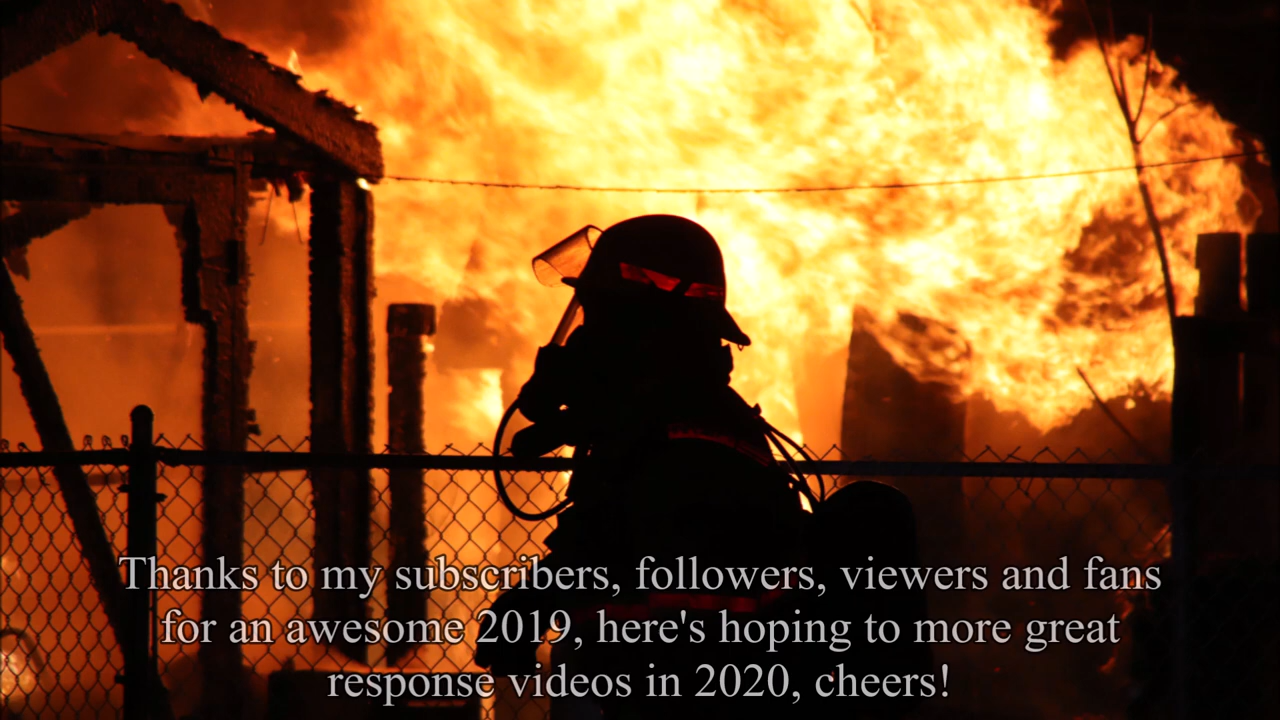 Thanks to my subscribers, followers, viewers and fans
for an awesome 2019, here's hoping to more great
response videos in 2020, cheers!